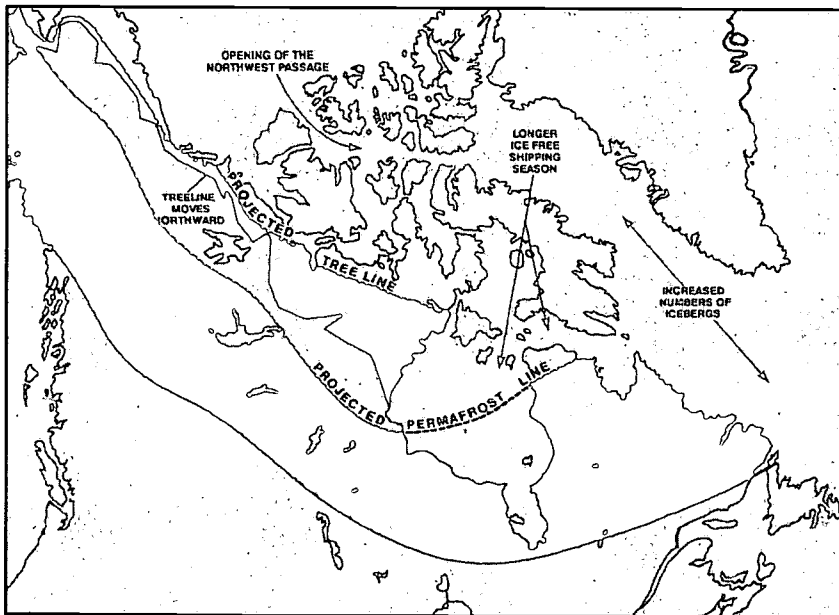 OPENING OF THE
NORTHWEST PASSAGE
LONGER
ICE FREE
SHIPPING
SEASON
TREELINE
MOVES
NORTHWARD
PROJECTED
TREE LINE
INCREASED
NUMBERS OF
ICEBERGS
PROJECTED PERMAFROST LINE